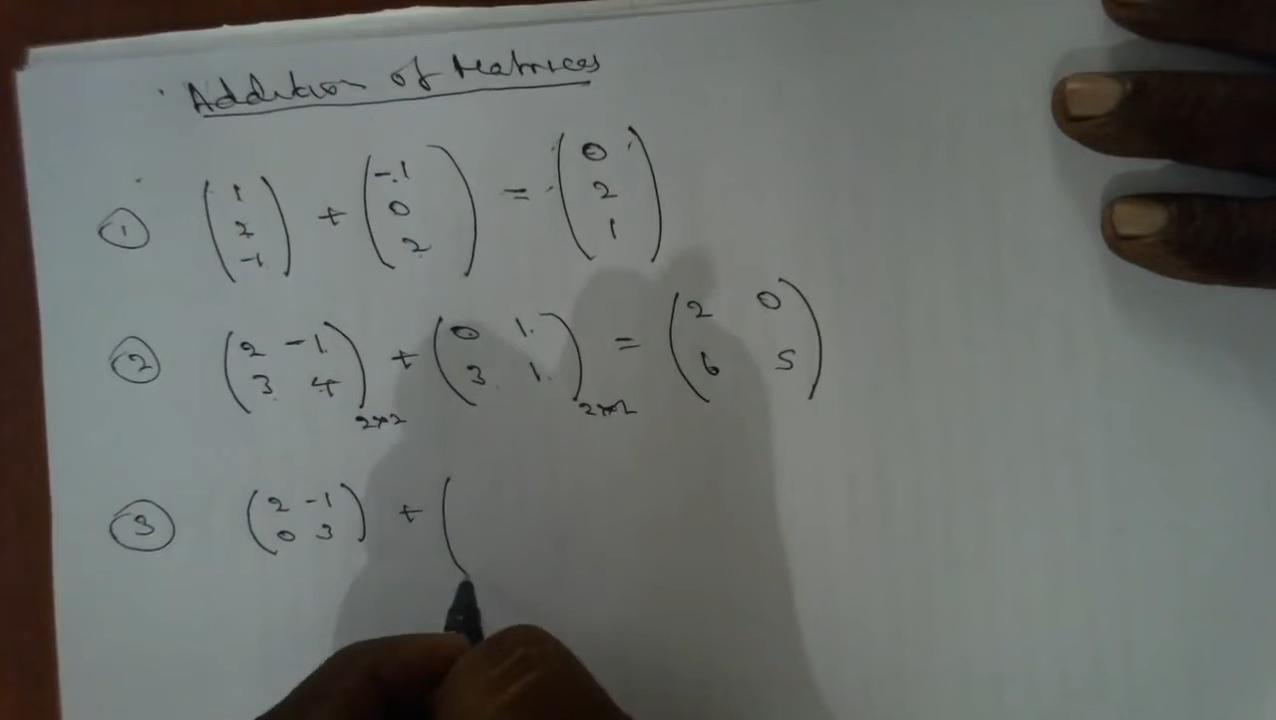 Addition of Matrices
① (1 2 -1) + (-1 0 2) = (0 2 1)
② (2 -1 3 4)2×2 + (0 1 3 1)2×2 = (2 0 6 5)
③ (2 -1 0 3) + (